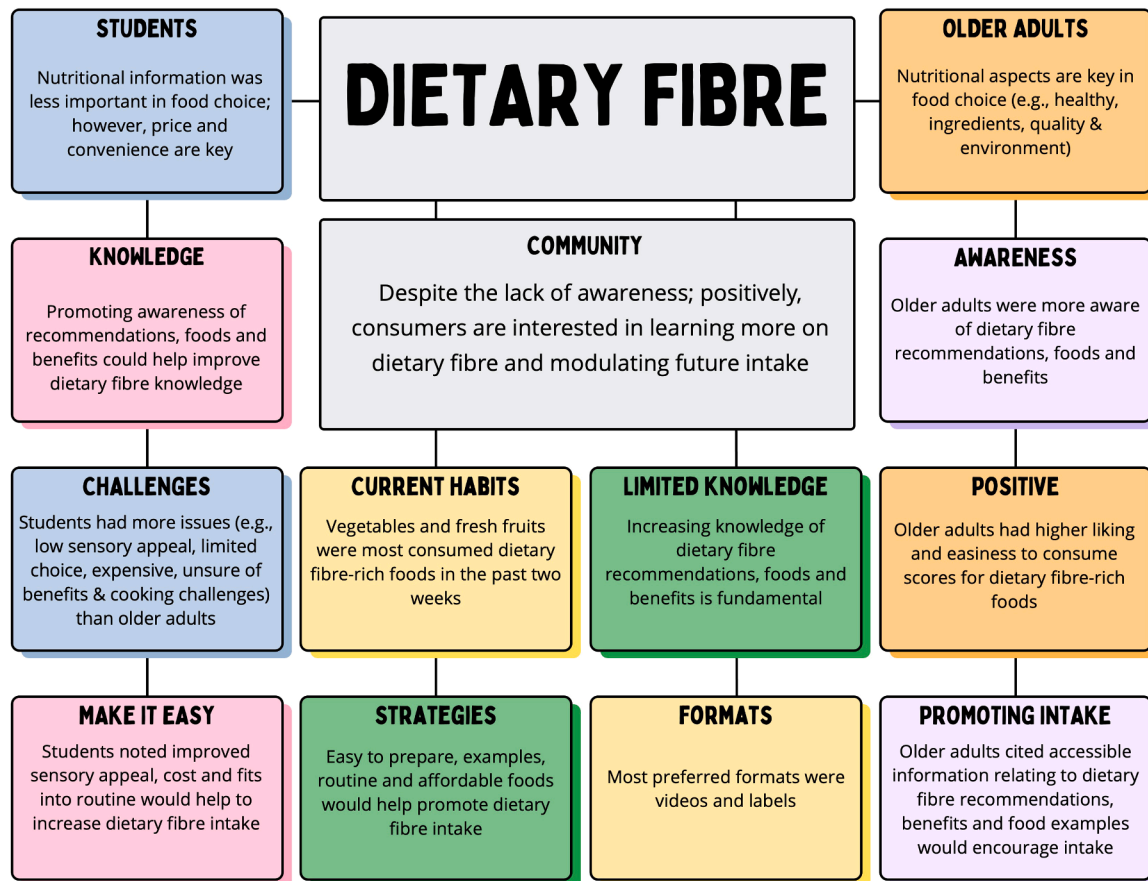 STUDENTS
Nutritional information was
less important in food choice;
however, price and
convenience are key
DIETARY FIBRE
OLDER ADULTS
Nutritional aspects are key in
food choice (e.g., healthy,
ingredients, quality &
environment)
KNOWLEDGE
Promoting awareness of
recommendations, foods and
benefits could help improve
dietary fibre knowledge
COMMUNITY
Despite the lack of awareness; positively,
consumers are interested in learning more on
dietary fibre and modulating future intake
AWARENESS
Older adults were more aware
of dietary fibre
recommendations, foods and
benefits
CHALLENGES
Students had more issues (e.g.,
low sensory appeal, limited
choice, expensive, unsure of
benefits & cooking challenges)
than older adults
CURRENT HABITS
Vegetables and fresh fruits
were most consumed dietary
fibre-rich foods in the past two
weeks
LIMITED KNOWLEDGE
Increasing knowledge of
dietary fibre
recommendations, foods and
benefits is fundamental
POSITIVE
Older adults had higher liking
and easiness to consume
scores for dietary fibre-rich
foods
MAKE IT EASY
Students noted improved
sensory appeal, cost and fits
into routine would help to
increase dietary fibre intake
STRATEGIES
Easy to prepare, examples,
routine and affordable foods
would help promote dietary
fibre intake
FORMATS
Most preferred formats were
videos and labels
PROMOTING INTAKE
Older adults cited accessible
information relating to dietary
fibre recommendations,
benefits and food examples
would encourage intake